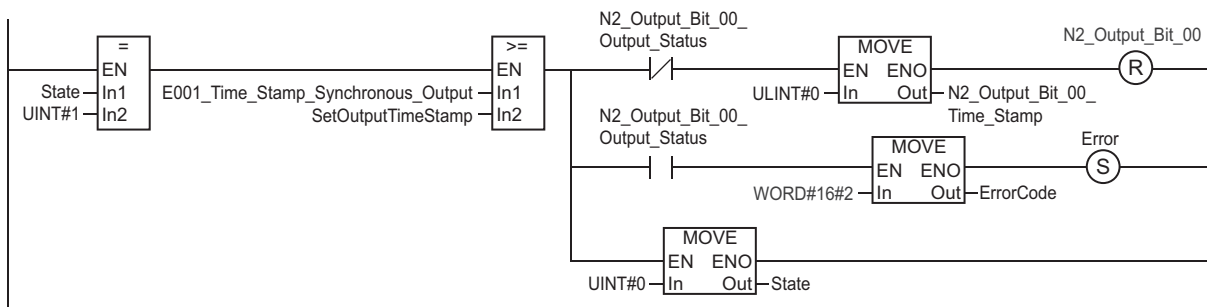 =
EN
State In1
UINT#1 In2
>=
EN
E001_Time_Stamp_Synchronous_Output In1
SetOutputTimeStamp In2
N2_Output_Bit_00_
Output_Status
MOVE
EN ENO
ULINT#0 In Out N2_Output_Bit_00_
Time_Stamp
N2_Output_Bit_00
R
N2_Output_Bit_00_
Output_Status
MOVE
EN ENO
WORD#16#2 In Out ErrorCode
Error
S
MOVE
EN ENO
UINT#0 In Out State